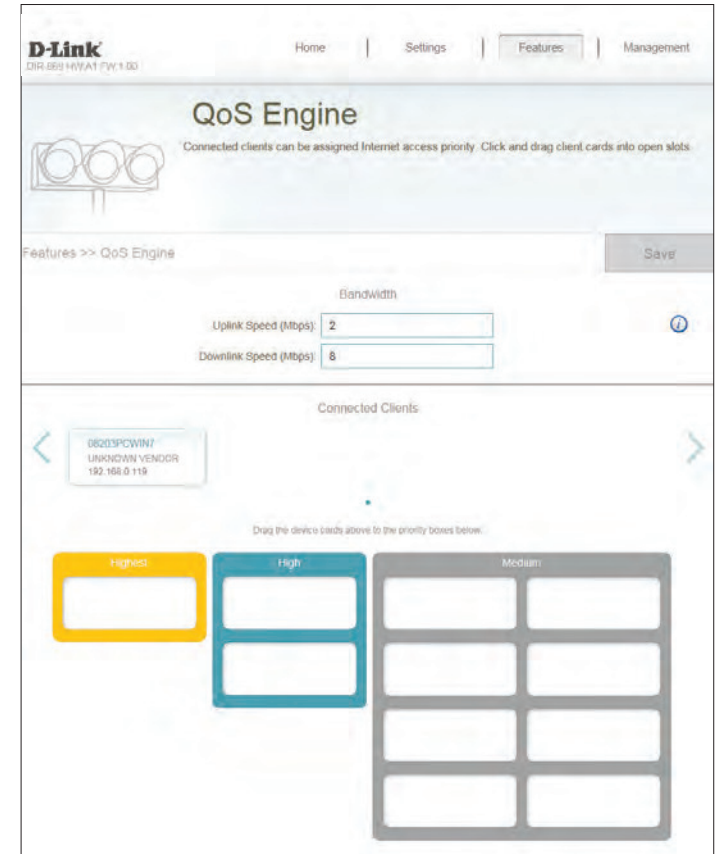 D-Link
Home | Settings | Features | Management
DIR-869 HW:A1 FW:1.00
QoS Engine
Connected clients can be assigned Internet access priority. Click and drag client cards into open slots.
Features >> QoS Engine
Save
Bandwidth
Uplink Speed (Mbps): 2
Downlink Speed (Mbps): 8
Connected Clients
08203PCWIN7
UNKNOWN VENDOR
192.168.0.119
Drag the device cards above to the priority boxes below.
Highest
High
Medium